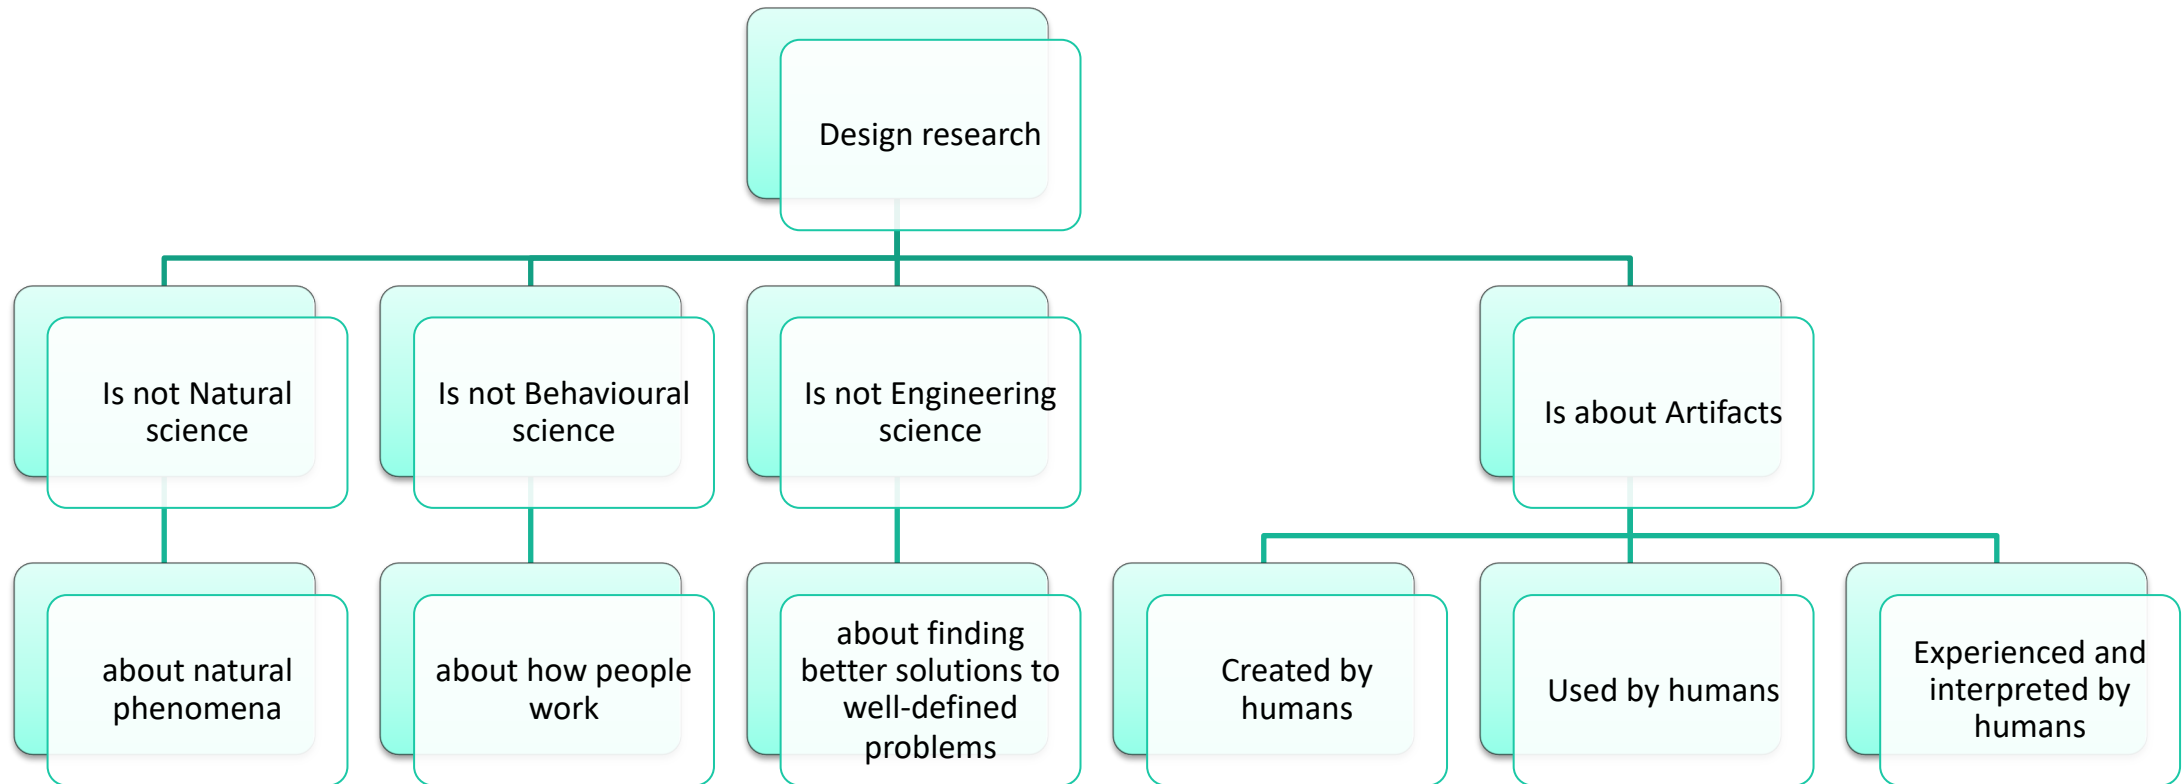 Design research
Is not Natural
science
Is not Behavioural
science
Is not Engineering
science
Is about Artifacts
about natural
phenomena
about how people
work
about finding
better solutions to
well-defined
problems
Created by
humans
Used by humans
Experienced and
interpreted by
humans